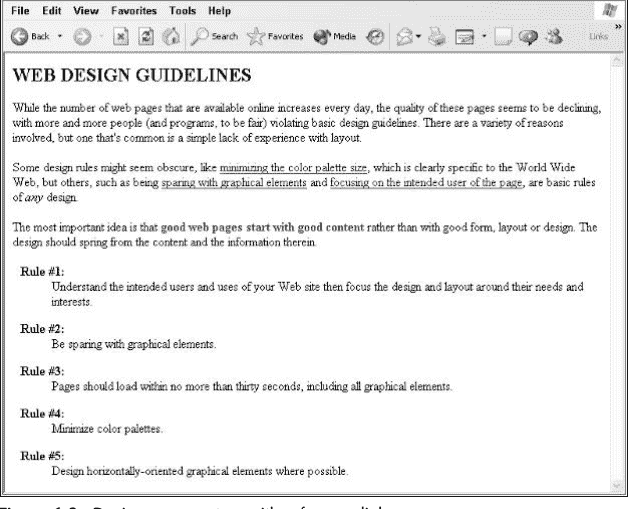 File Edit View Favorites Tools Help
Back Search Favorites Media Links »
WEB DESIGN GUIDELINES
While the number of web pages that are available online increases every day, the quality of these pages seems to be declining,
with more and more people (and programs, to be fair) violating basic design guidelines. There are a variety of reasons
involved, but one that's common is a simple lack of experience with layout.
Some design rules might seem obscure, like minimizing the color palette size, which is clearly specific to the World Wide
Web, but others, such as being sparing with graphical elements and focusing on the intended user of the page, are basic rules
of any design.
The most important idea is that good web pages start with good content rather than with good form, layout or design. The
design should spring from the content and the information therein.
Rule #1:
Understand the intended users and uses of your Web site then focus the design and layout around their needs and
interests.
Rule #2:
Be sparing with graphical elements.
Rule #3:
Pages should load within no more than thirty seconds, including all graphical elements.
Rule #4:
Minimize color palettes.
Rule #5:
Design horizontally-oriented graphical elements where possible.